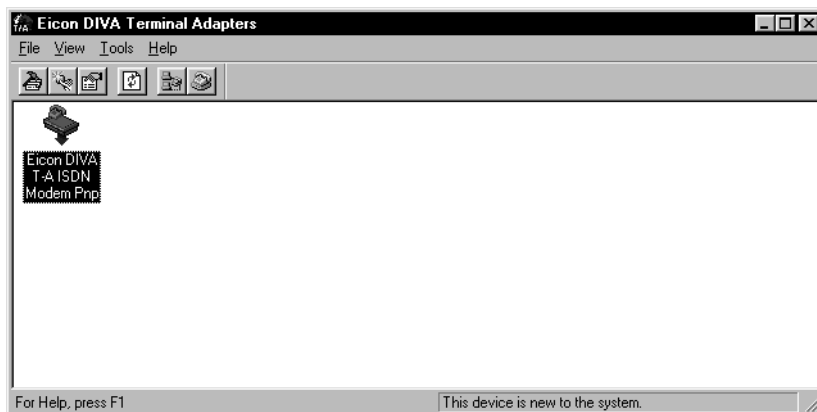 Eicon DIVA Terminal Adapters
File View Tools Help
Eicon DIVA
T-A ISDN
Modem Pnp
For Help, press F1
This device is new to the system.